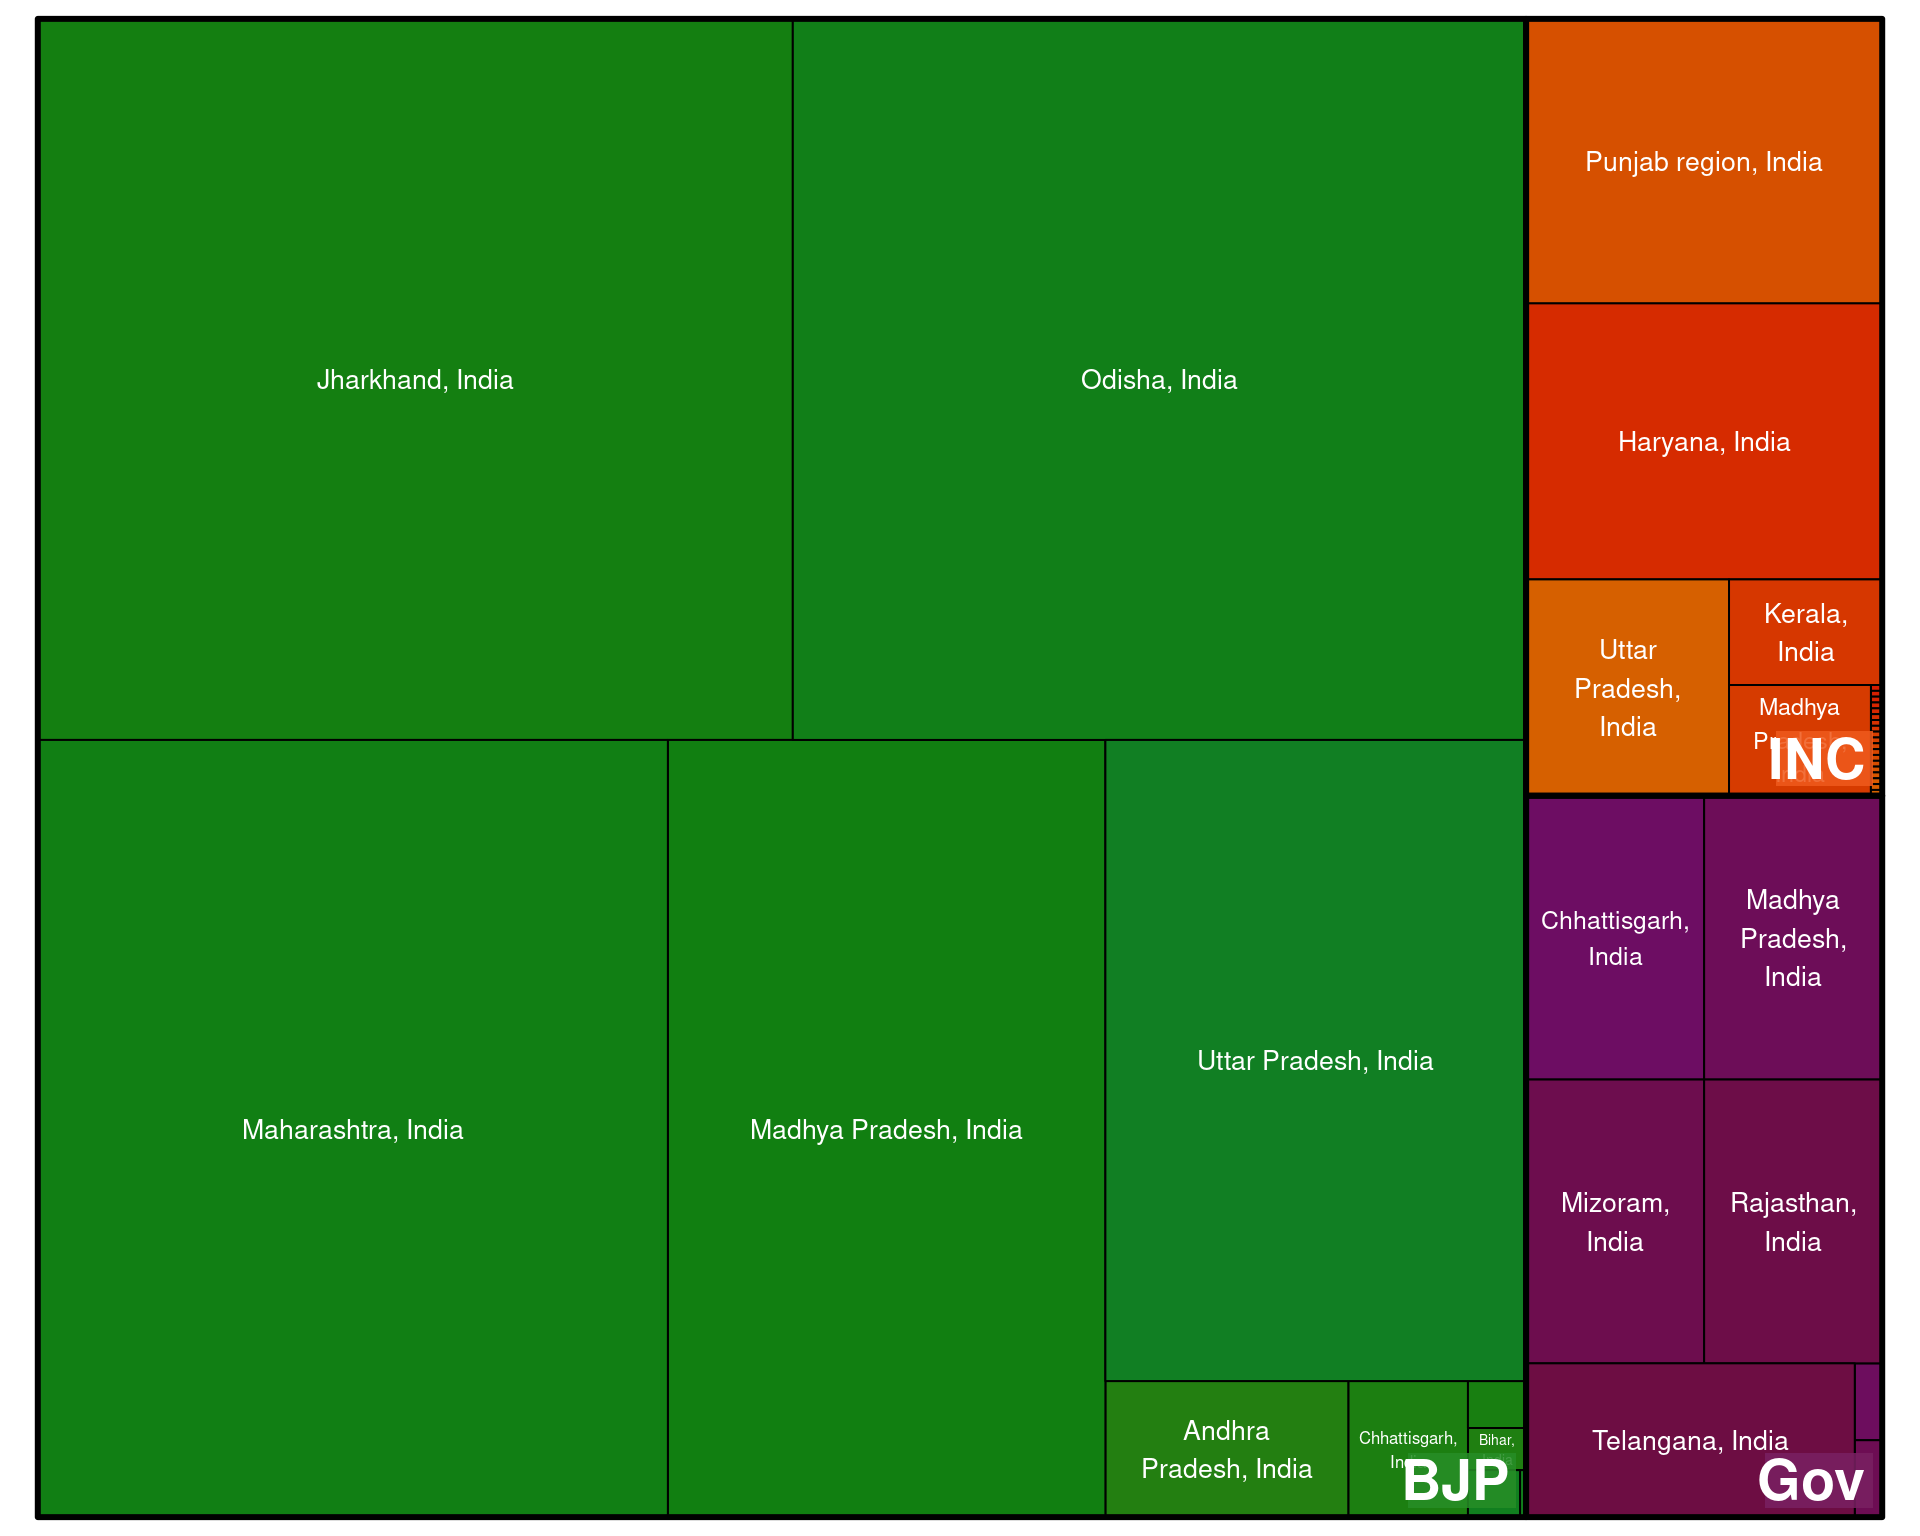 Jharkhand, India
Odisha, India
Punjab region, India
Haryana, India
Uttar
Pradesh,
India
Kerala,
India
Madhya
INC
Maharashtra, India
Madhya Pradesh, India
Uttar Pradesh, India
Andhra
Pradesh, India
Chhattisgarh,
Bihar,
BJP
Chhattisgarh,
India
Madhya
Pradesh,
India
Mizoram,
India
Rajasthan,
India
Telangana, India
Gov